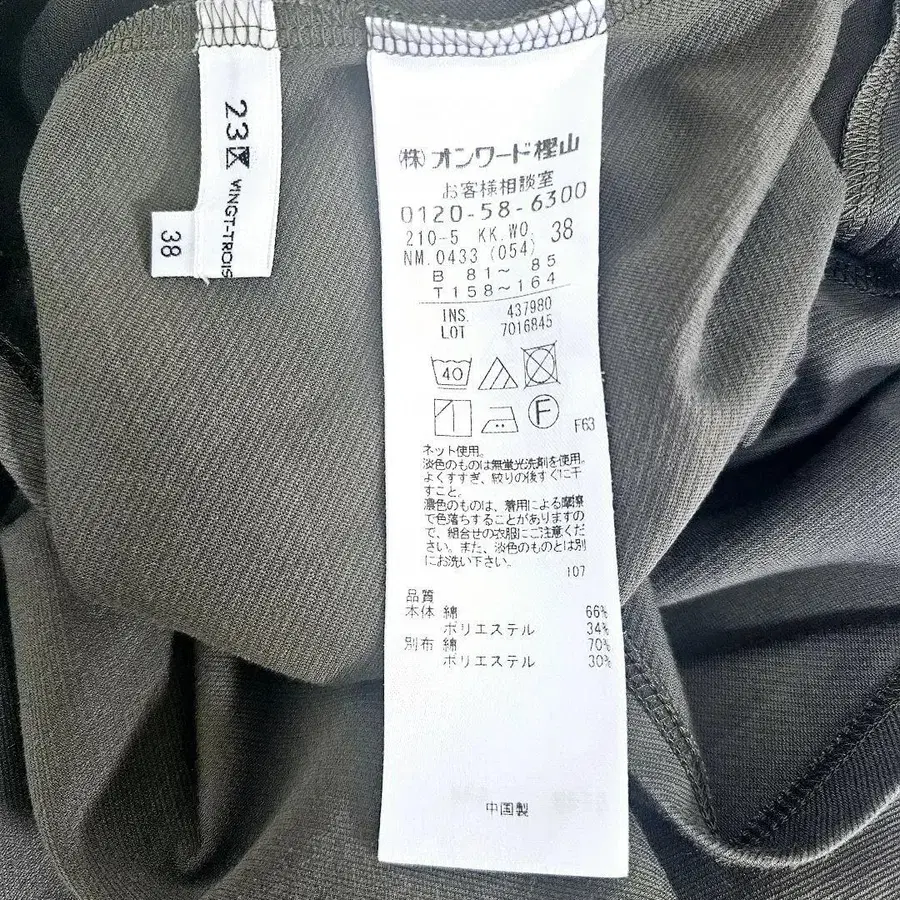 23区
VINGT-TROIS
38
(株)オンワード樫山
お客様相談室
0120-58-6300
210-5 KK.WO. 38
NM.0433 (054)
B 81～ 85
T158～164
INS. 437980
LOT 7016845
40
F
F63
ネット使用。
淡色のものは無蛍光洗剤を使用。
よくすすぎ、絞りの後すぐに干
すこと。
濃色のものは、着用による摩擦
で色落ちすることがありますの
で、組合せの衣服にご注意くだ
さい。また、淡色のものとは別
にお洗い下さい。
107
品質
本体 綿 66%
ポリエステル 34%
別布 綿 70%
ポリエステル 30%
中国製